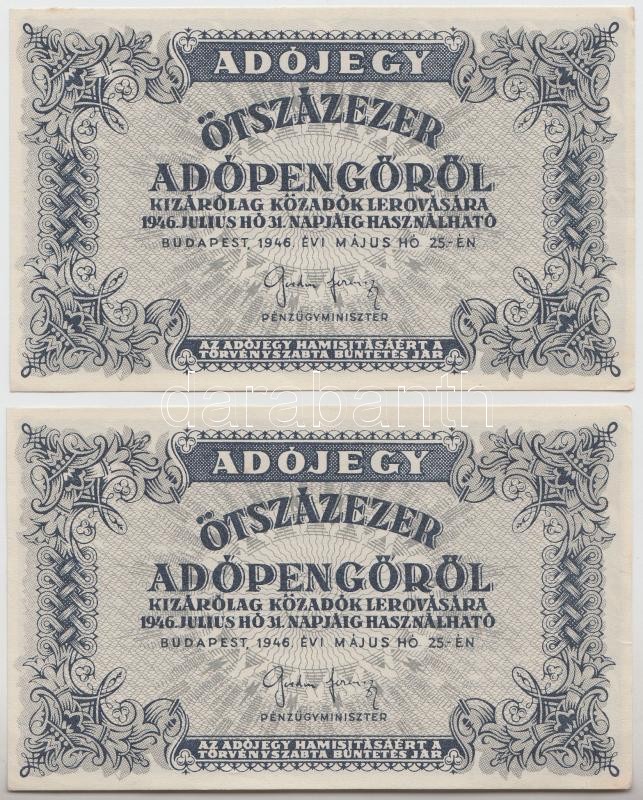 ADÓJEGY
ÖTSZÁZEZER
ADÓPENGŐRŐL
KIZÁRÓLAG KÖZADÓK LEROVÁSÁRA
1946. JULIUS HÓ 31. NAPJÁIG HASZNÁLHATÓ
BUDAPEST, 1946. ÉVI MÁJUS HÓ 25.-ÉN
PÉNZÜGYMINISZTER
AZ ADÓJEGY HAMISITÁSÁÉRT A
TÖRVÉNYSZABTA BÜNTETÉS JÁR
darabanth
ADÓJEGY
ÖTSZÁZEZER
ADÓPENGŐRŐL
KIZÁRÓLAG KÖZADÓK LEROVÁSÁRA
1946. JULIUS HÓ 31. NAPJÁIG HASZNÁLHATÓ
BUDAPEST, 1946. ÉVI MÁJUS HÓ 25.-ÉN
PÉNZÜGYMINISZTER
AZ ADÓJEGY HAMISITÁSÁÉRT A
TÖRVÉNYSZABTA BÜNTETÉS JÁR